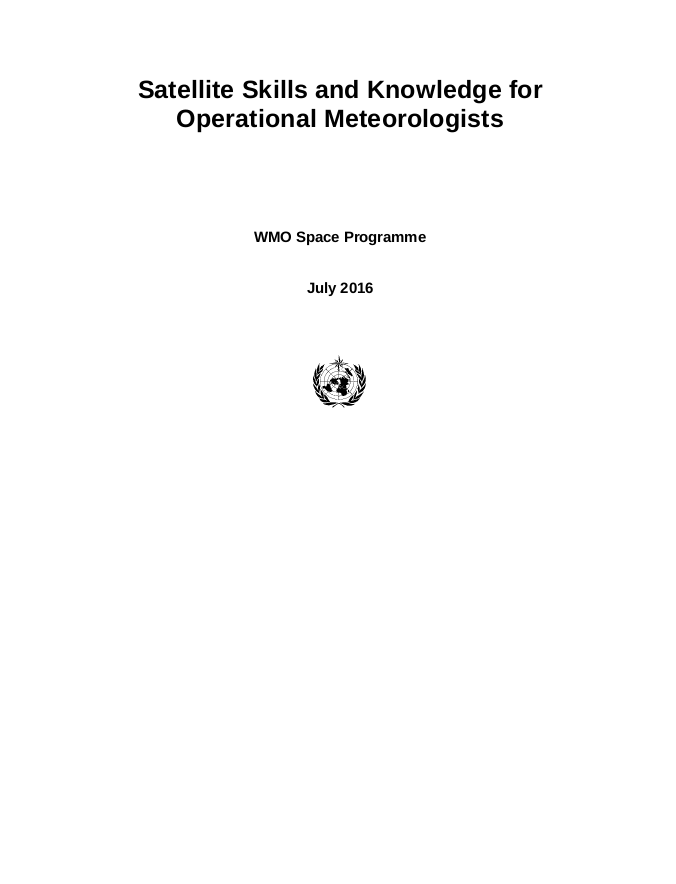 Satellite Skills and Knowledge for
Operational Meteorologists
WMO Space Programme
July 2016